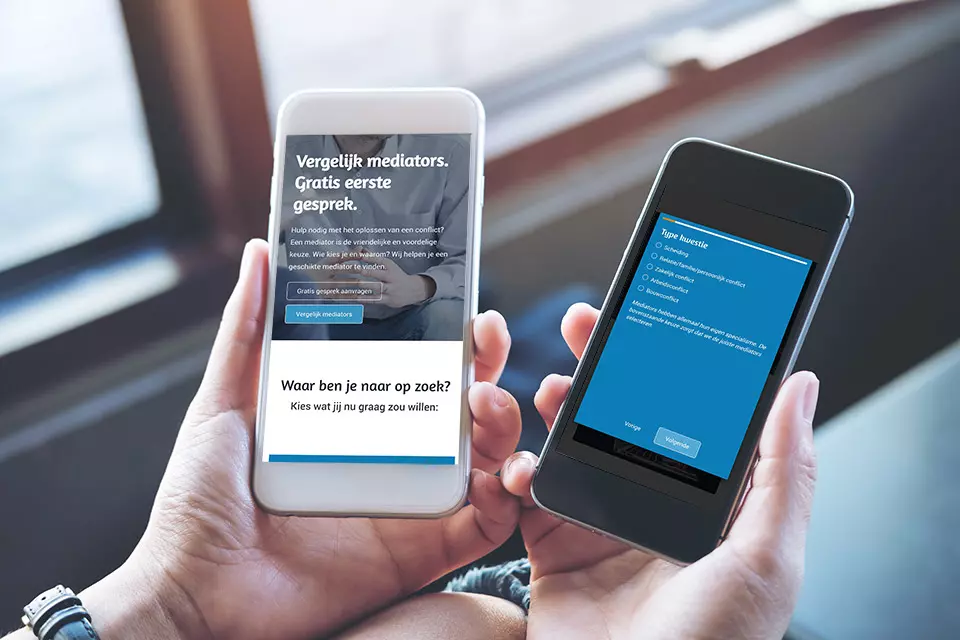 Vergelijk mediators.
Gratis eerste
gesprek.
Hulp nodig met het oplossen van een conflict?
Een mediator is de vriendelijke en voordelige
keuze. Wie kies je en waarom? Wij helpen je een
geschikte mediator te vinden.
Gratis gesprek aanvragen
Vergelijk mediators
Waar ben je naar op zoek?
Kies wat jij nu graag zou willen:
Type kwestie
Scheiding
Relatie/familie/persoonlijk conflict
Zakelijk conflict
Arbeidsconflict
Bouwconflict
Mediators hebben allemaal hun eigen specialisme. De
bovenstaande keuze zorgt dat we de juiste mediators
selecteren.
Vorige
Volgende